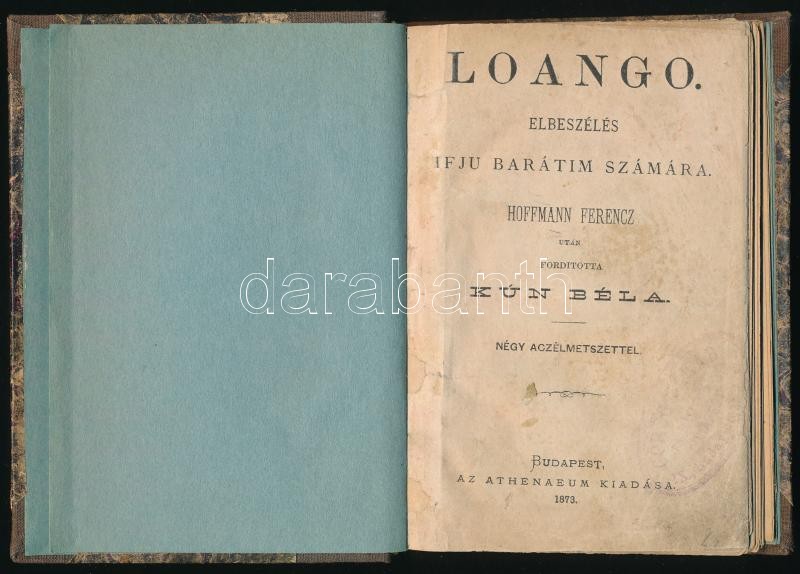 LOANGO.
ELBESZÉLÉS
IFJU BARÁTIM SZÁMÁRA.
HOFFMANN FERENCZ
UTÁN
FORDITOTTA
KÚN BÉLA.
NÉGY ACZÉLMETSZETTEL.
BUDAPEST,
AZ ATHENAEUM KIADÁSA.
1873.
darabanth